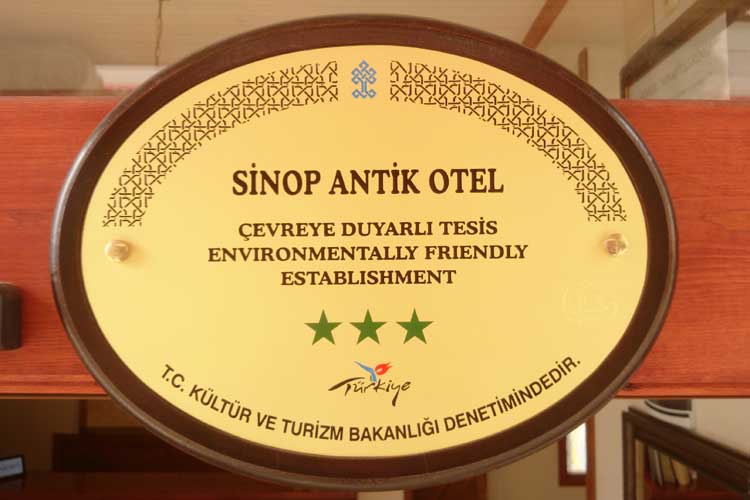 SİNOP ANTİK OTEL
ÇEVREYE DUYARLI TESİS
ENVIRONMENTALLY FRIENDLY
ESTABLISHMENT
Türkiye
T.C. KÜLTÜR VE TURİZM BAKANLIĞI DENETİMİNDEDİR.